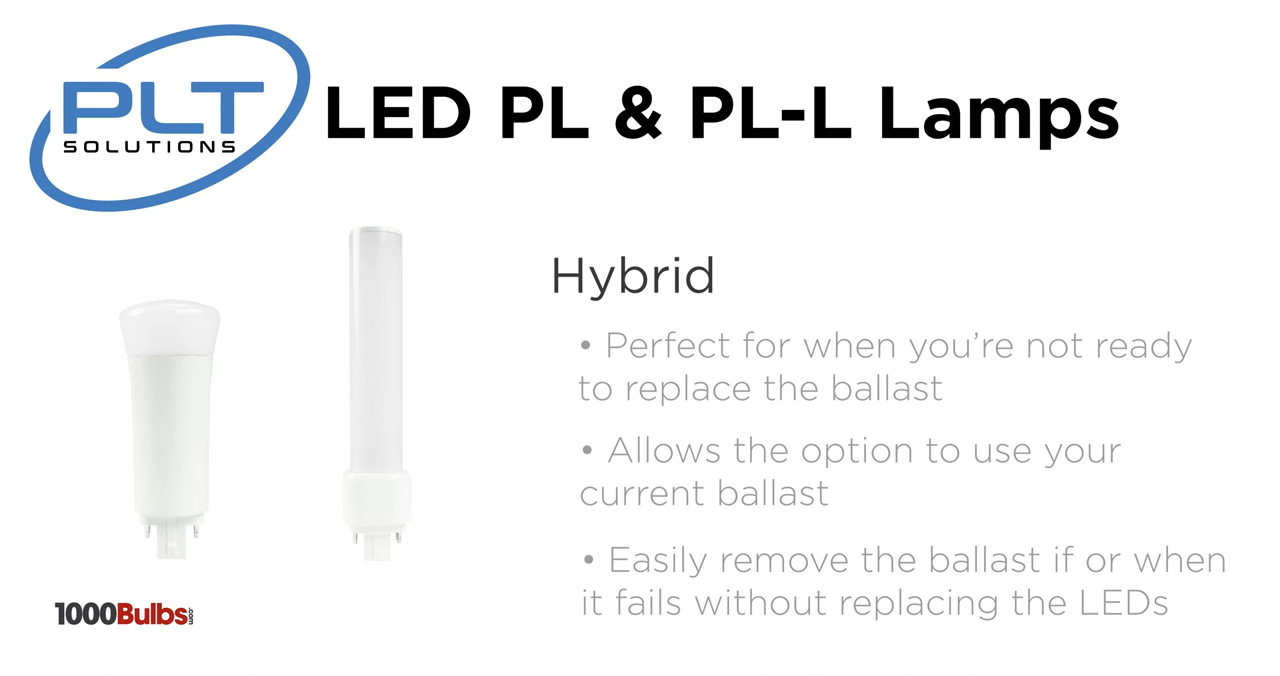 PLT
SOLUTIONS
LED PL & PL-L Lamps
Hybrid
• Perfect for when you’re not ready
to replace the ballast
• Allows the option to use your
current ballast
• Easily remove the ballast if or when
it fails without replacing the LEDs
1000Bulbs.com